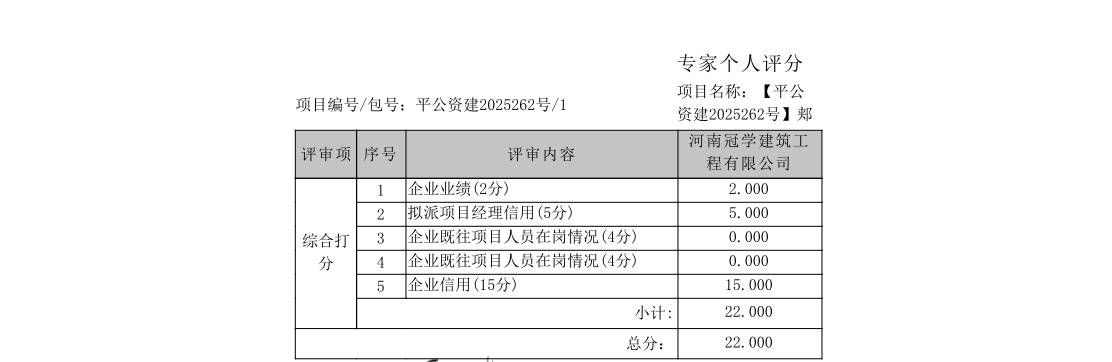 专家个人评分
项目编号/包号: 平公资建2025262号/1
项目名称: 【平公
资建2025262号】郏
评审项 序号 评审内容 河南冠学建筑工
程有限公司
综合打
分
1 企业业绩(2分) 2.000
2 拟派项目经理信用(5分) 5.000
3 企业既往项目人员在岗情况(4分) 0.000
4 企业既往项目人员在岗情况(4分) 0.000
5 企业信用(15分) 15.000
小计: 22.000
总分: 22.000